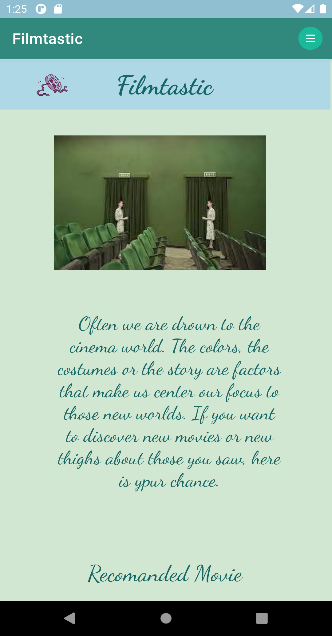 1:25
Filmtastic
Filmtastic
Often we are drown to the
cinema world. The colors, the
costumes or the story are factors
that make us center our focus to
those new worlds. If you want
to discover new movies or new
thighs about those you saw, here
is ypur chance.
Recomanded Movie